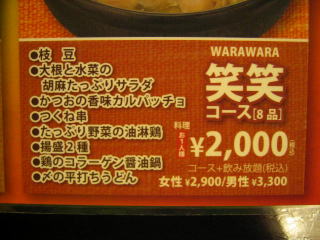 ●枝 豆
●大根と水菜の
胡麻たっぷりサラダ
●かつおの香味カルパッチョ
●つくね串
●たっぷり野菜の油淋鶏
●揚盛2種
●鶏のコラーゲン醤油鍋
●〆の平打ちうどん
WARAWARA
笑笑
コース[8品]
料理
お1人様
¥2,000(税込)
コース+飲み放題(税込)
女性 ¥2,900/男性 ¥3,300